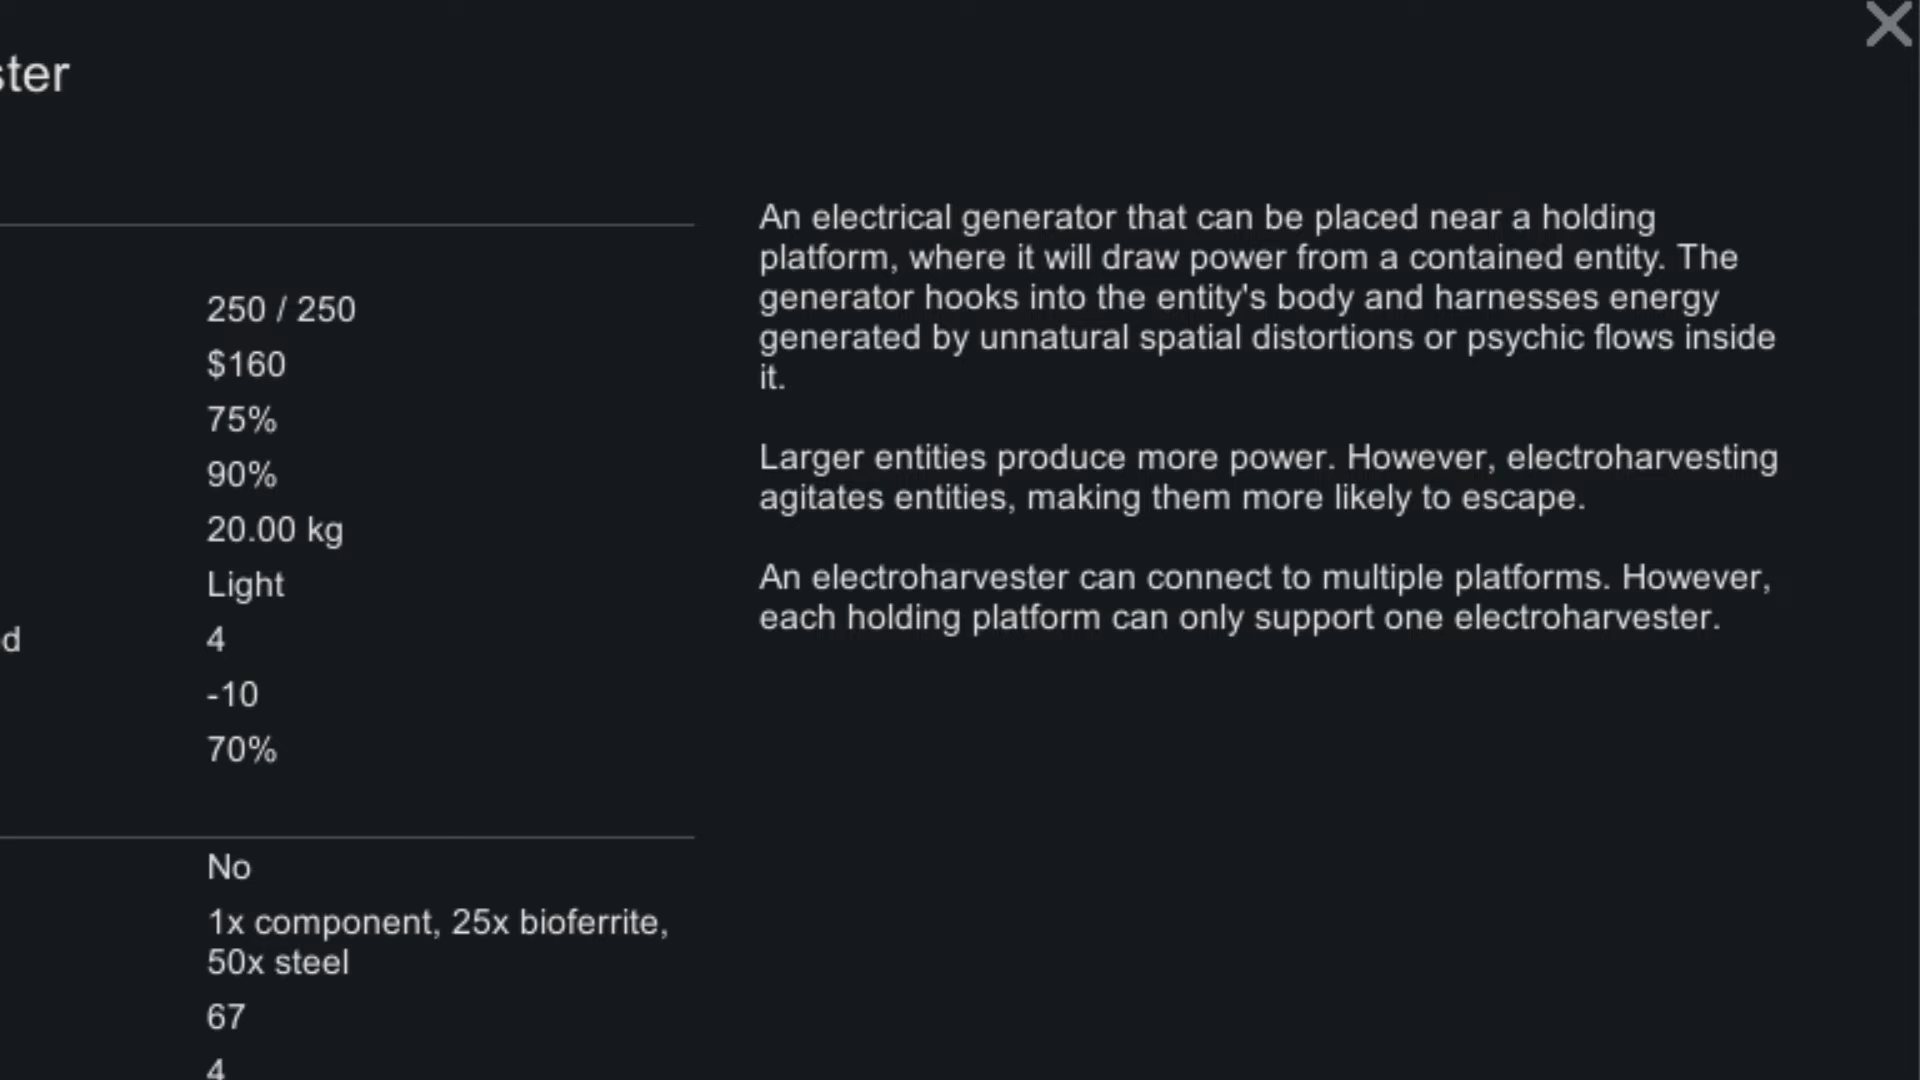 ster
250 / 250
$160
75%
90%
20.00 kg
Light
d
4
-10
70%
No
1x component, 25x bioferrite,
50x steel
67
4
An electrical generator that can be placed near a holding
platform, where it will draw power from a contained entity. The
generator hooks into the entity's body and harnesses energy
generated by unnatural spatial distortions or psychic flows inside
it.
Larger entities produce more power. However, electroharvesting
agitates entities, making them more likely to escape.
An electroharvester can connect to multiple platforms. However,
each holding platform can only support one electroharvester.